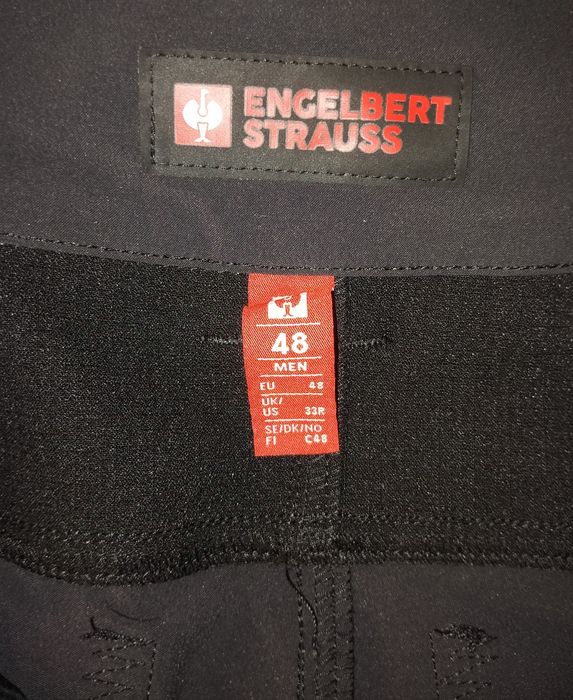 ENGELBERT
STRAUSS
48
MEN
EU 48
UK/
US 33R
SE/DK/NO
FI C48